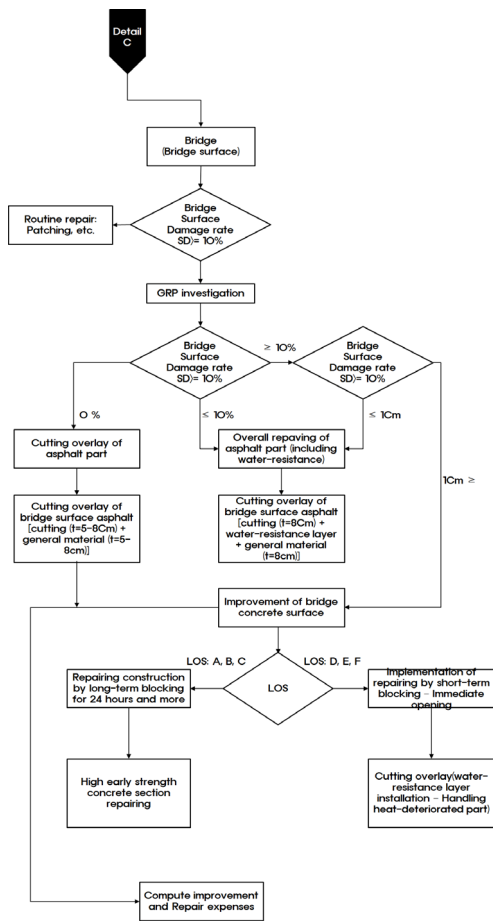 Detail
C
Bridge
(Bridge surface)
Routine repair:
Patching, etc.
Bridge
Surface
Damage rate
SD)= 10%
GRP investigation
Bridge
Surface
Damage rate
SD)= 10%
≥ 10%
Bridge
Surface
Damage rate
SD)= 10%
0 %
≤ 10%
≤ 1Cm
1Cm ≥
Cutting overlay of
asphalt part
Overall repaving of
asphalt part (including
water-resistance)
Cutting overlay of
bridge surface asphalt
[cutting (t=5-8Cm) +
general material (t=5-
8cm)]
Cutting overlay of
bridge surface asphalt
[cutting (t=8Cm) +
water-resistance layer
+ general material
(t=8cm)]
Improvement of bridge
concrete surface
LOS: A, B, C
LOS: D, E, F
Repairing construction
by long-term blocking
for 24 hours and more
LOS
Implementation of
repairing by short-term
blocking - Immediate
opening
High early strength
concrete section
repairing
Cutting overlay(water-
resistance layer
installation - Handling
heat-deteriorated part)
Compute improvement
and Repair expenses